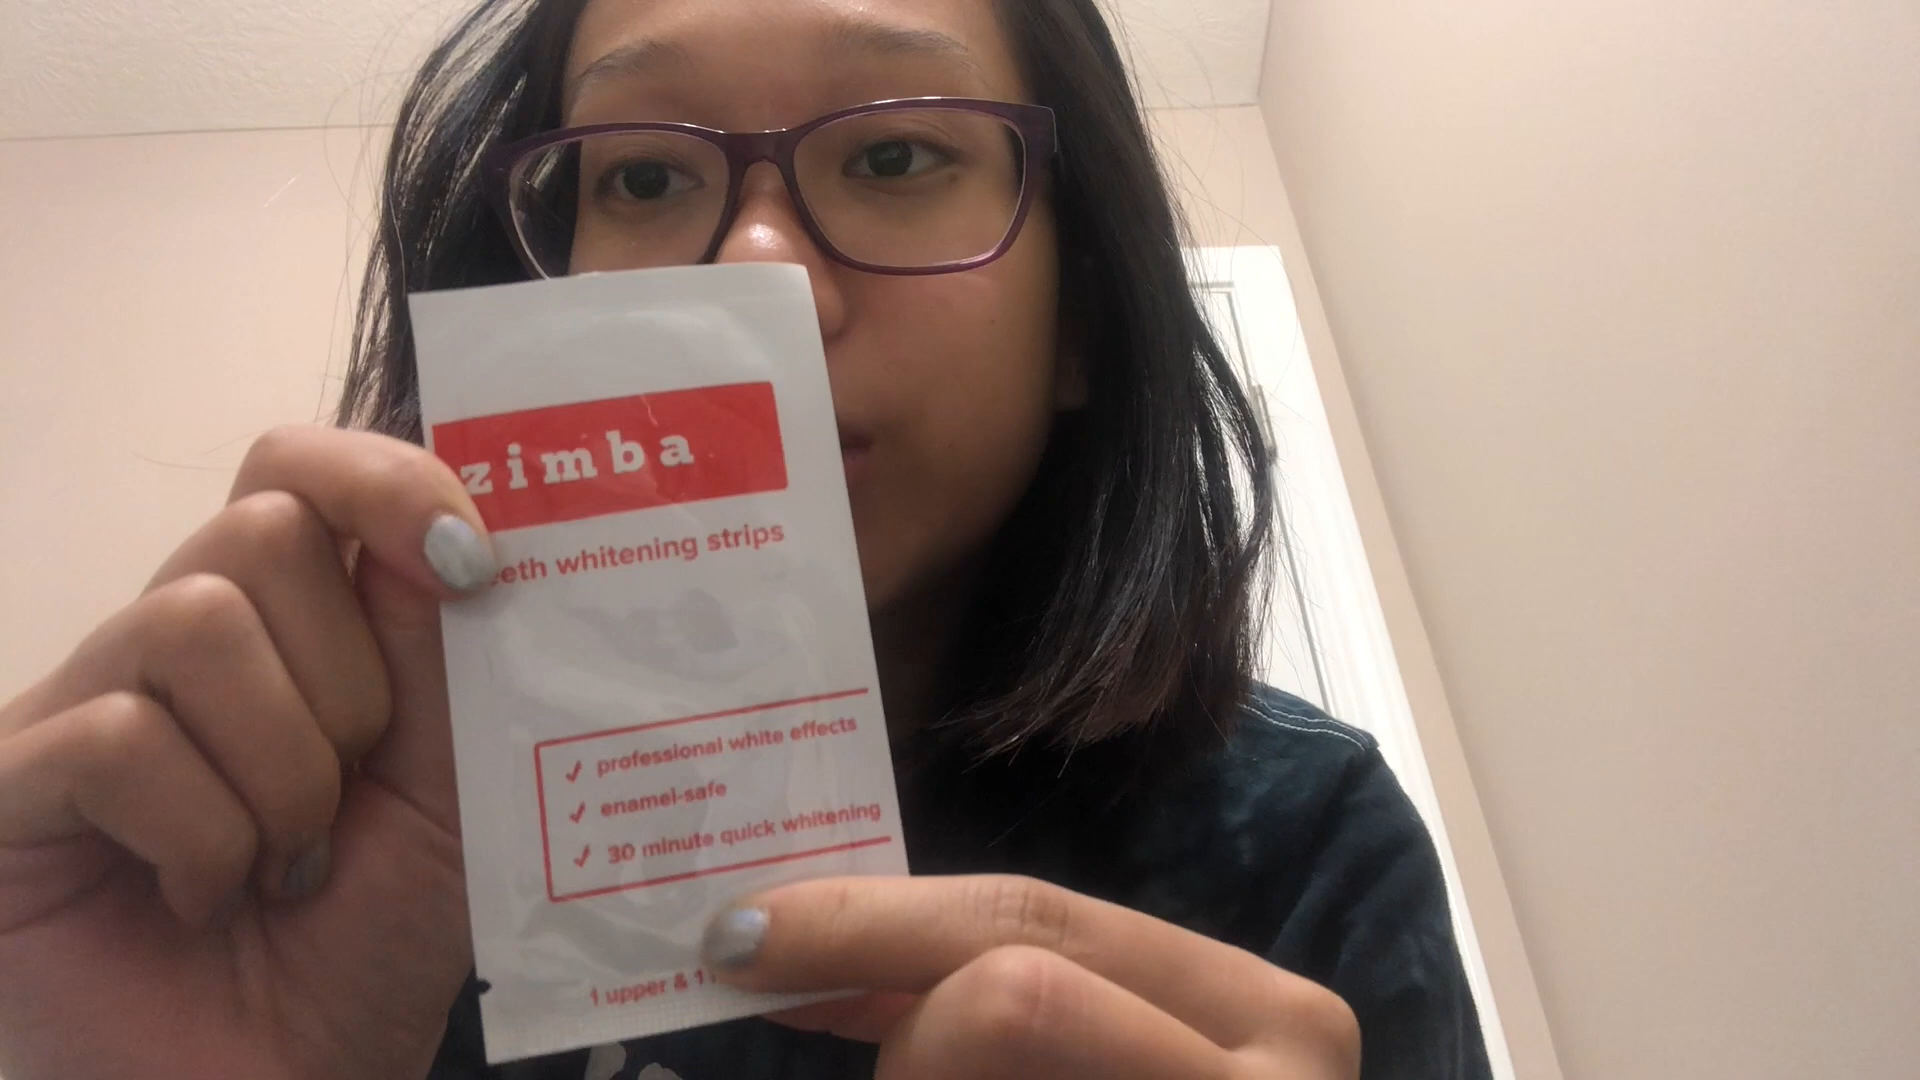 zimba
eeth whitening strips
✓ professional white effects
✓ enamel-safe
✓ 30 minute quick whitening
1 upper & 1